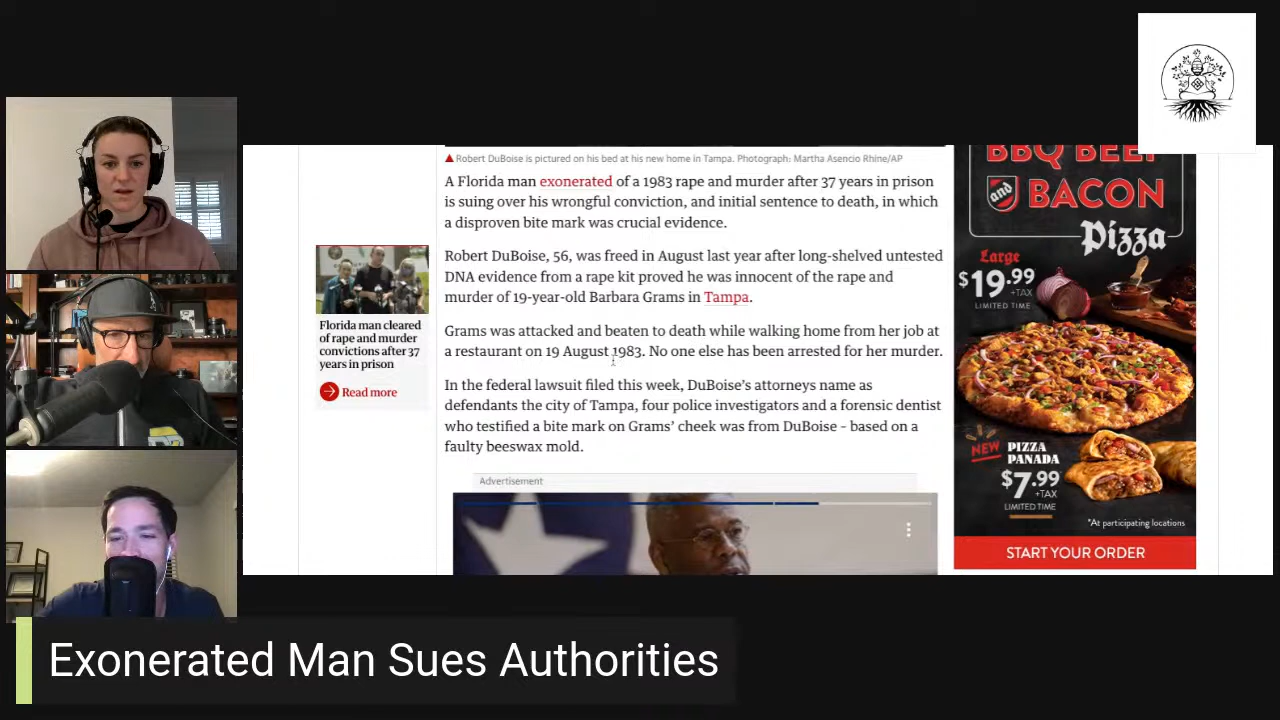 ▲ Robert DuBoise is pictured on his bed at his new home in Tampa. Photograph: Martha Asencio Rhine/AP
A Florida man exonerated of a 1983 rape and murder after 37 years in prison
is suing over his wrongful conviction, and initial sentence to death, in which
a disproven bite mark was crucial evidence.
Robert DuBoise, 56, was freed in August last year after long-shelved untested
DNA evidence from a rape kit proved he was innocent of the rape and
murder of 19-year-old Barbara Grams in Tampa.
Grams was attacked and beaten to death while walking home from her job at
a restaurant on 19 August 1983. No one else has been arrested for her murder.
In the federal lawsuit filed this week, DuBoise’s attorneys name as
defendants the city of Tampa, four police investigators and a forensic dentist
who testified a bite mark on Grams’ cheek was from DuBoise – based on a
faulty beeswax mold.
Advertisement
Florida man cleared
of rape and murder
convictions after 37
years in prison
Read more
BBQ BEEF
and BACON
Pizza
Large
$19.99
+TAX
LIMITED TIME
NEW
PIZZA
PANADA
$7.99
+TAX
LIMITED TIME
*At participating locations
START YOUR ORDER
Exonerated Man Sues Authorities